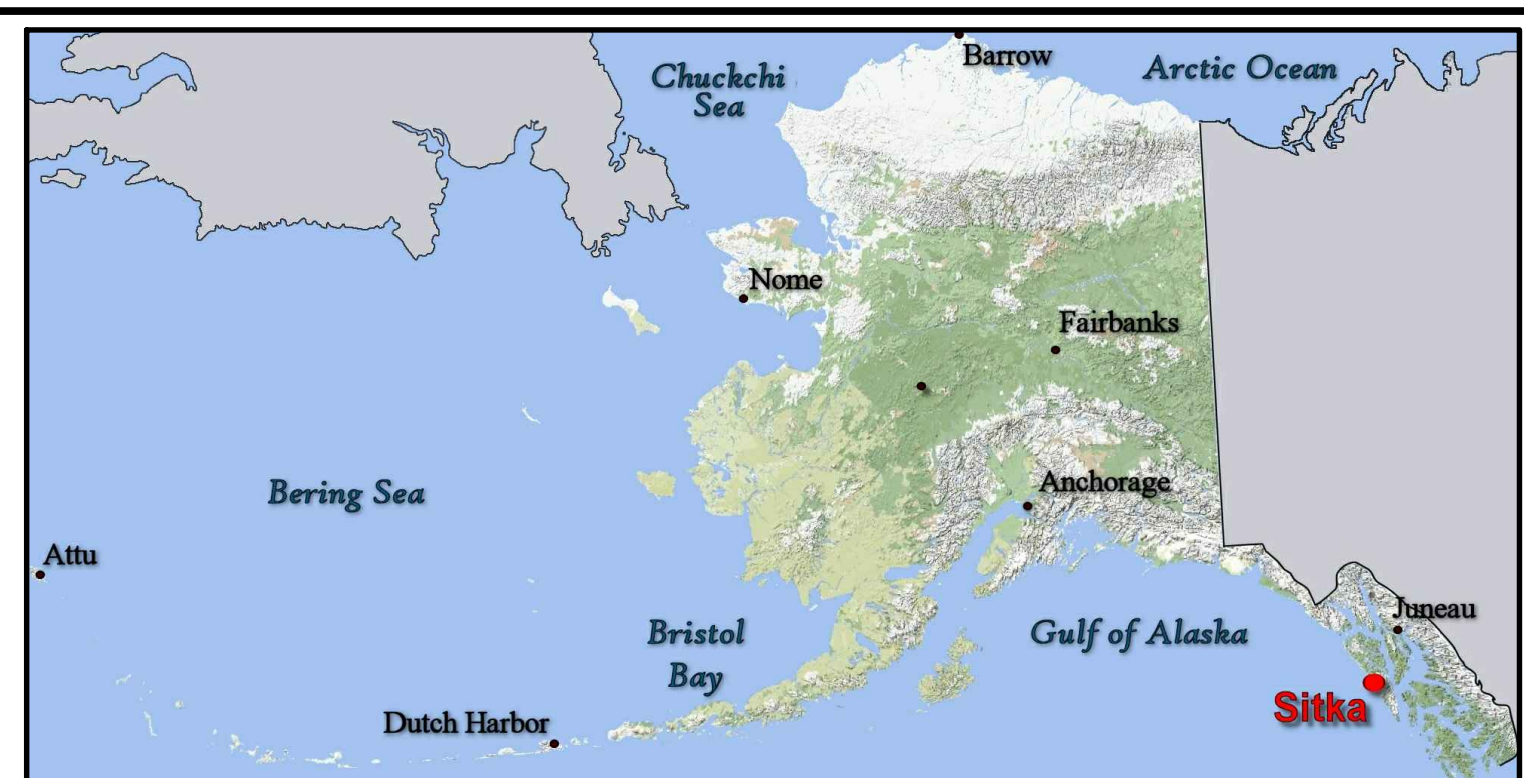 Barrow
Chuckchi
Sea
Arctic Ocean
Nome
Fairbanks
Bering Sea
Anchorage
Attu
Juneau
Bristol
Bay
Gulf of Alaska
Sitka
Dutch Harbor